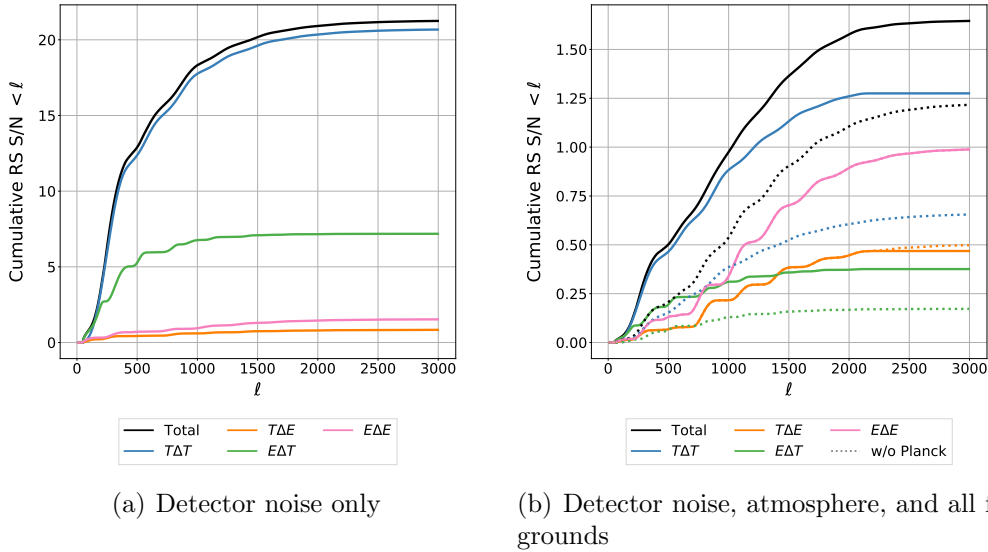 Cumulative RS S/N < ℓ
20
15
10
5
0
0 500 1000 1500 2000 2500 3000
ℓ
Total TΔE EΔE
TΔT EΔT
(a) Detector noise only
Cumulative RS S/N < ℓ
1.50
1.25
1.00
0.75
0.50
0.25
0.00
0 500 1000 1500 2000 2500 3000
ℓ
Total TΔE EΔE
TΔT EΔT w/o Planck
(b) Detector noise, atmosphere, and all
grounds